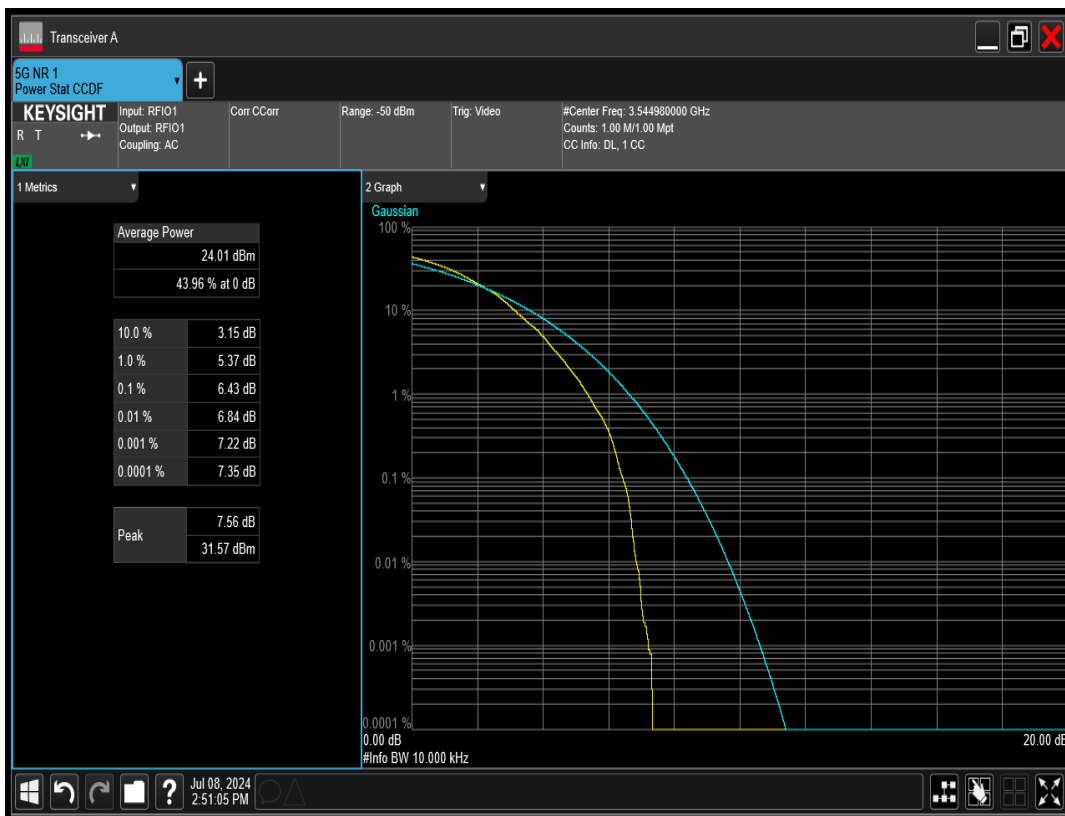 Transceiver A
5G NR 1
Power Stat CCDF
+
KEYSIGHT
R T
LXI
Input: RFIO1
Output: RFIO1
Coupling: AC
Corr CCorr
Range: -50 dBm
Trig: Video
#Center Freq: 3.544980000 GHz
Counts: 1.00 M/1.00 Mpt
CC Info: DL, 1 CC
1 Metrics
Average Power
24.01 dBm
43.96 % at 0 dB
10.0 % 3.15 dB
1.0 % 5.37 dB
0.1 % 6.43 dB
0.01 % 6.84 dB
0.001 % 7.22 dB
0.0001 % 7.35 dB
Peak
7.56 dB
31.57 dBm
2 Graph
Gaussian
100 %
10 %
1 %
0.1 %
0.01 %
0.001 %
0.0001 %
0.00 dB 20.00 dB
#Info BW 10.000 kHz
?
Jul 08, 2024
2:51:05 PM